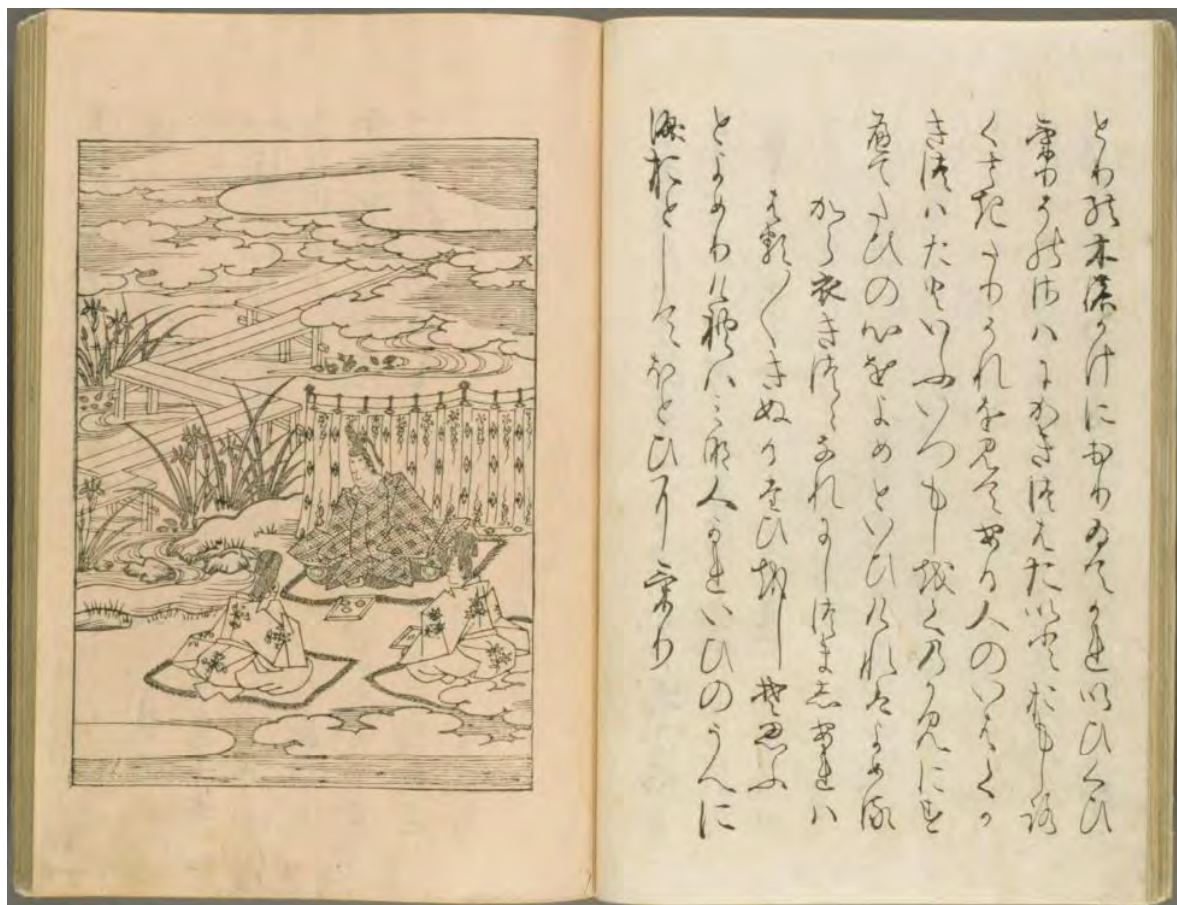 とりの木のかけにおりゐてかれいひくひ
けりそのさはにかきつはたいとおもしろ
くさきたりそれを見てある人のいはくか
きつはたといふいつもしをくのかみにす
へてたひの心をよめといひけれはよめる
から衣きつゝなれにしつましあれは
はる〳〵きぬるたひをしそ思ふ
とよめりけれはみな人かれいひのうへに
涙おとしてほとひにけり